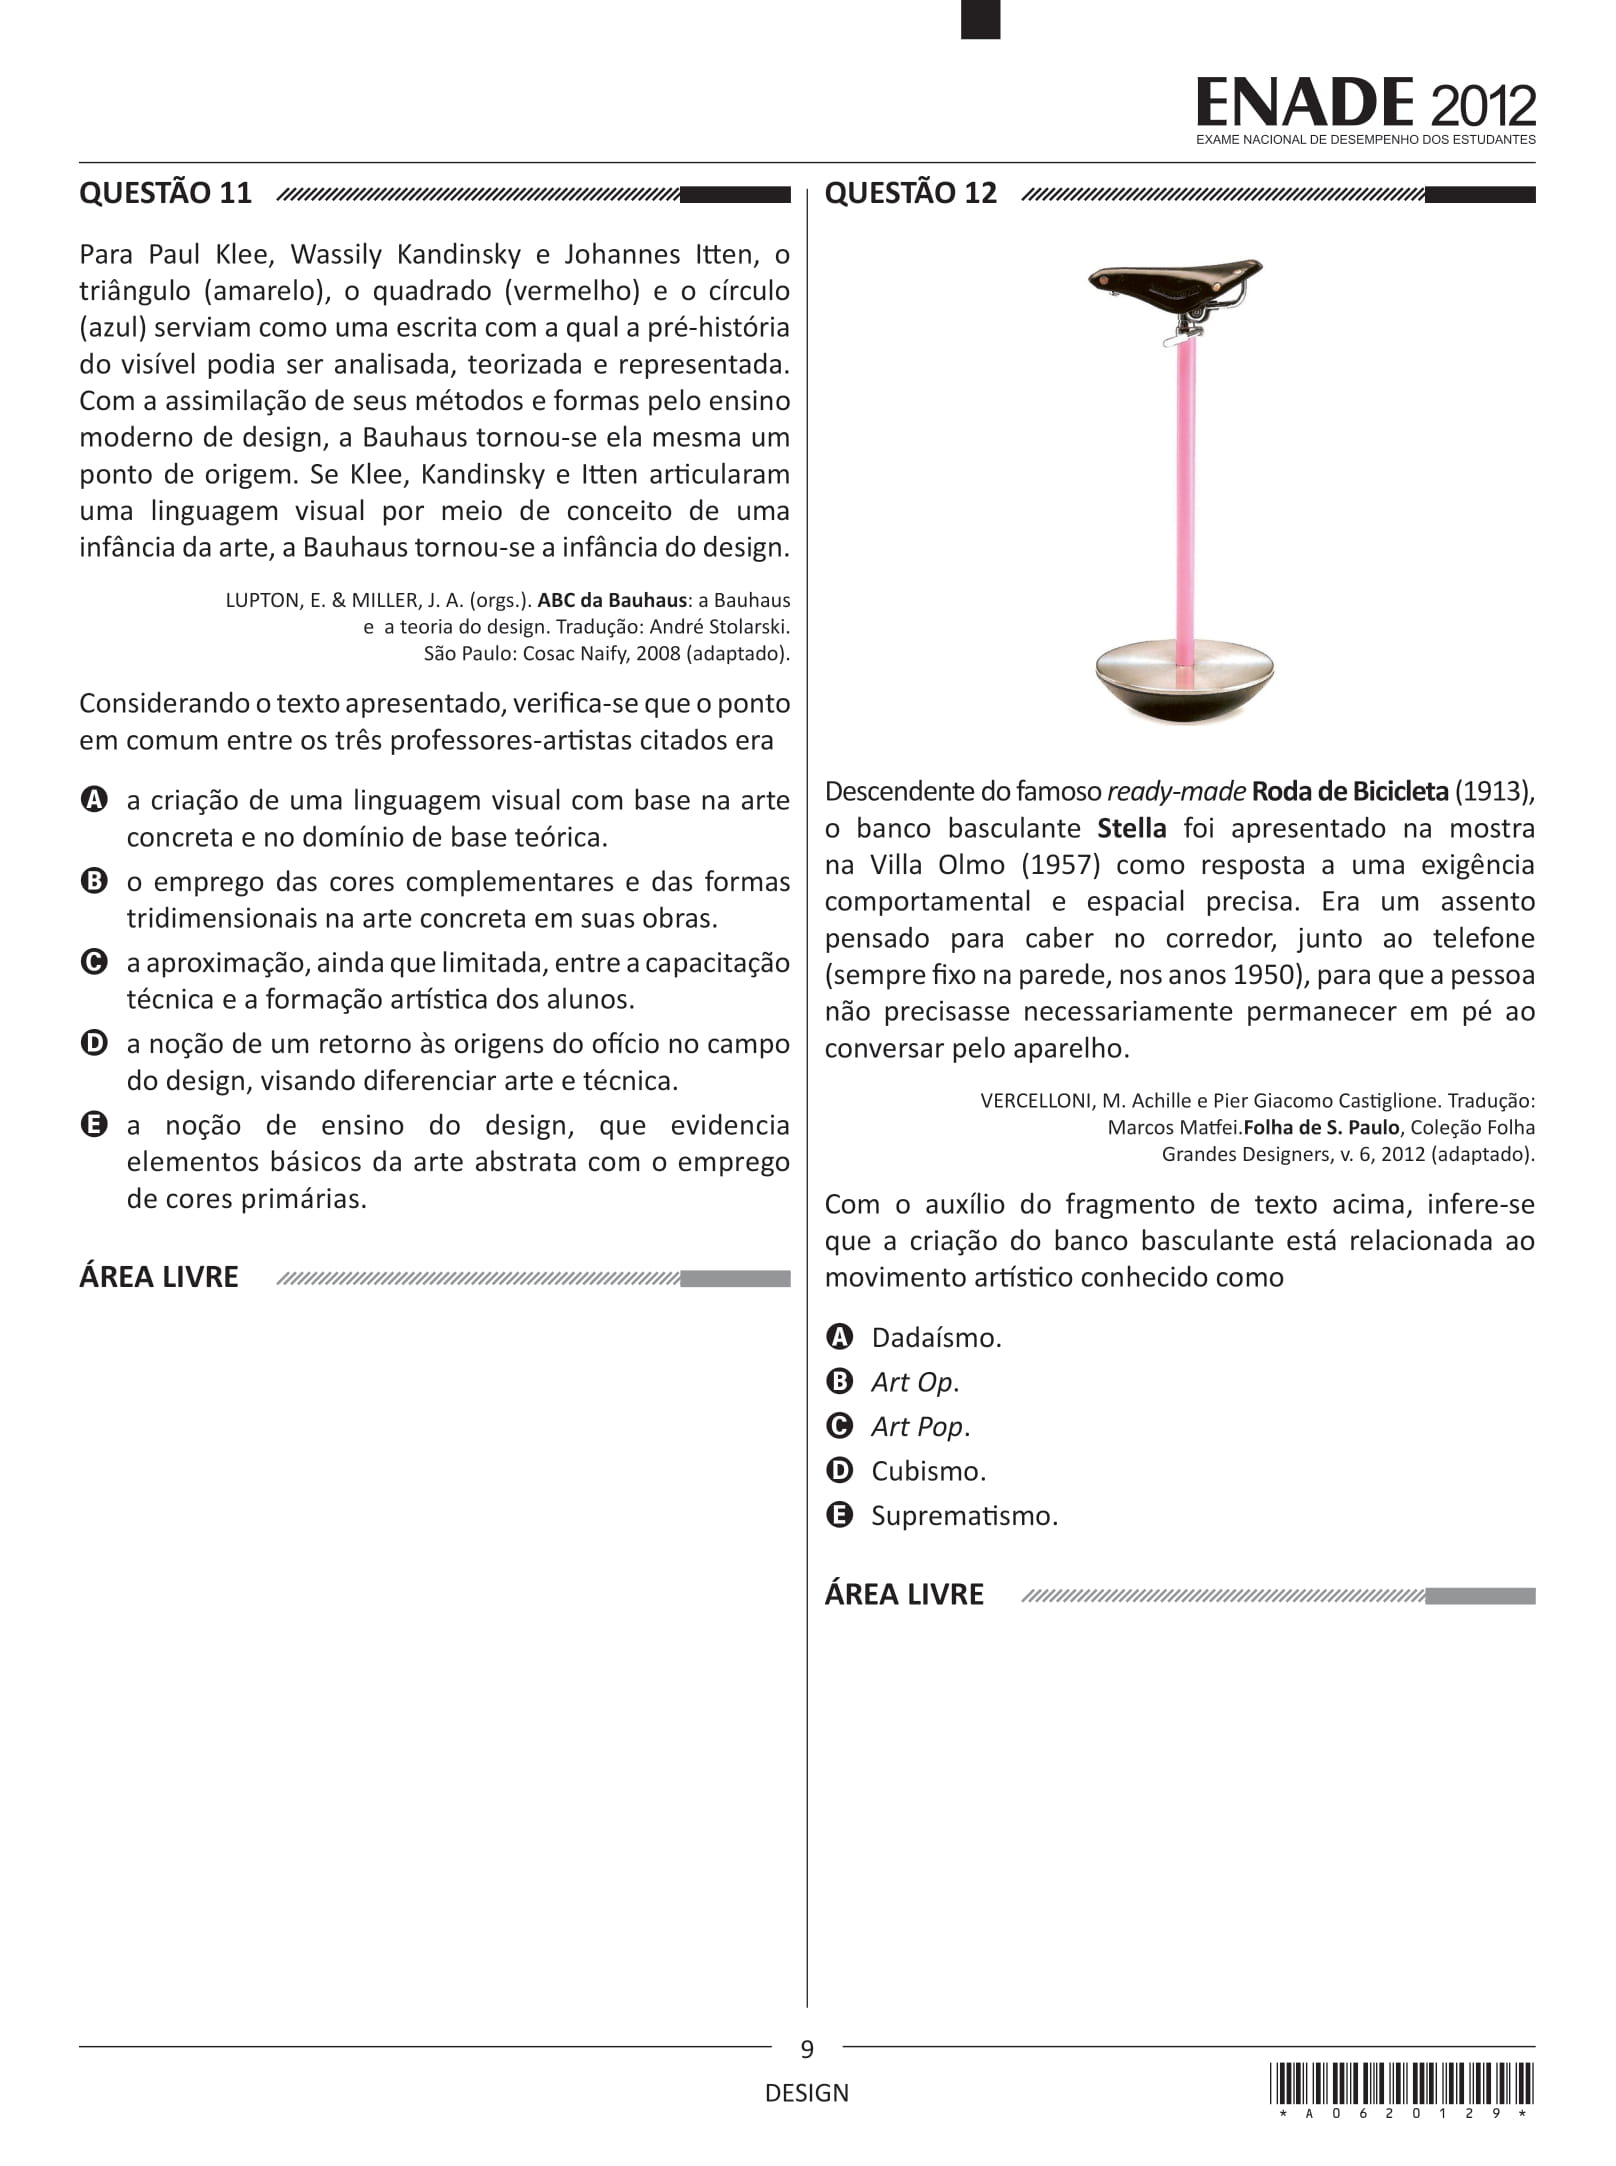 ENADE 2012
EXAME NACIONAL DE DESEMPENHO DOS ESTUDANTES
QUESTÃO 11
Para Paul Klee, Wassily Kandinsky e Johannes Itten, o
triângulo (amarelo), o quadrado (vermelho) e o círculo
(azul) serviam como uma escrita com a qual a pré-história
do visível podia ser analisada, teorizada e representada.
Com a assimilação de seus métodos e formas pelo ensino
moderno de design, a Bauhaus tornou-se ela mesma um
ponto de origem. Se Klee, Kandinsky e Itten articularam
uma linguagem visual por meio de conceito de uma
infância da arte, a Bauhaus tornou-se a infância do design.
LUPTON, E. & MILLER, J. A. (orgs.). ABC da Bauhaus: a Bauhaus
e a teoria do design. Tradução: André Stolarski.
São Paulo: Cosac Naify, 2008 (adaptado).
Considerando o texto apresentado, verifica-se que o ponto
em comum entre os três professores-artistas citados era
A a criação de uma linguagem visual com base na arte
concreta e no domínio de base teórica.
B o emprego das cores complementares e das formas
tridimensionais na arte concreta em suas obras.
C a aproximação, ainda que limitada, entre a capacitação
técnica e a formação artística dos alunos.
D a noção de um retorno às origens do ofício no campo
do design, visando diferenciar arte e técnica.
E a noção de ensino do design, que evidencia
elementos básicos da arte abstrata com o emprego
de cores primárias.
ÁREA LIVRE
QUESTÃO 12
Descendente do famoso ready-made Roda de Bicicleta (1913),
o banco basculante Stella foi apresentado na mostra
na Villa Olmo (1957) como resposta a uma exigência
comportamental e espacial precisa. Era um assento
pensado para caber no corredor, junto ao telefone
(sempre fixo na parede, nos anos 1950), para que a pessoa
não precisasse necessariamente permanecer em pé ao
conversar pelo aparelho.
VERCELLONI, M. Achille e Pier Giacomo Castiglione. Tradução:
Marcos Matfei.Folha de S. Paulo, Coleção Folha
Grandes Designers, v. 6, 2012 (adaptado).
Com o auxílio do fragmento de texto acima, infere-se
que a criação do banco basculante está relacionada ao
movimento artístico conhecido como
A Dadaísmo.
B Art Op.
C Art Pop.
D Cubismo.
E Suprematismo.
ÁREA LIVRE
9
DESIGN
* A 0 6 2 0 1 2 9 *